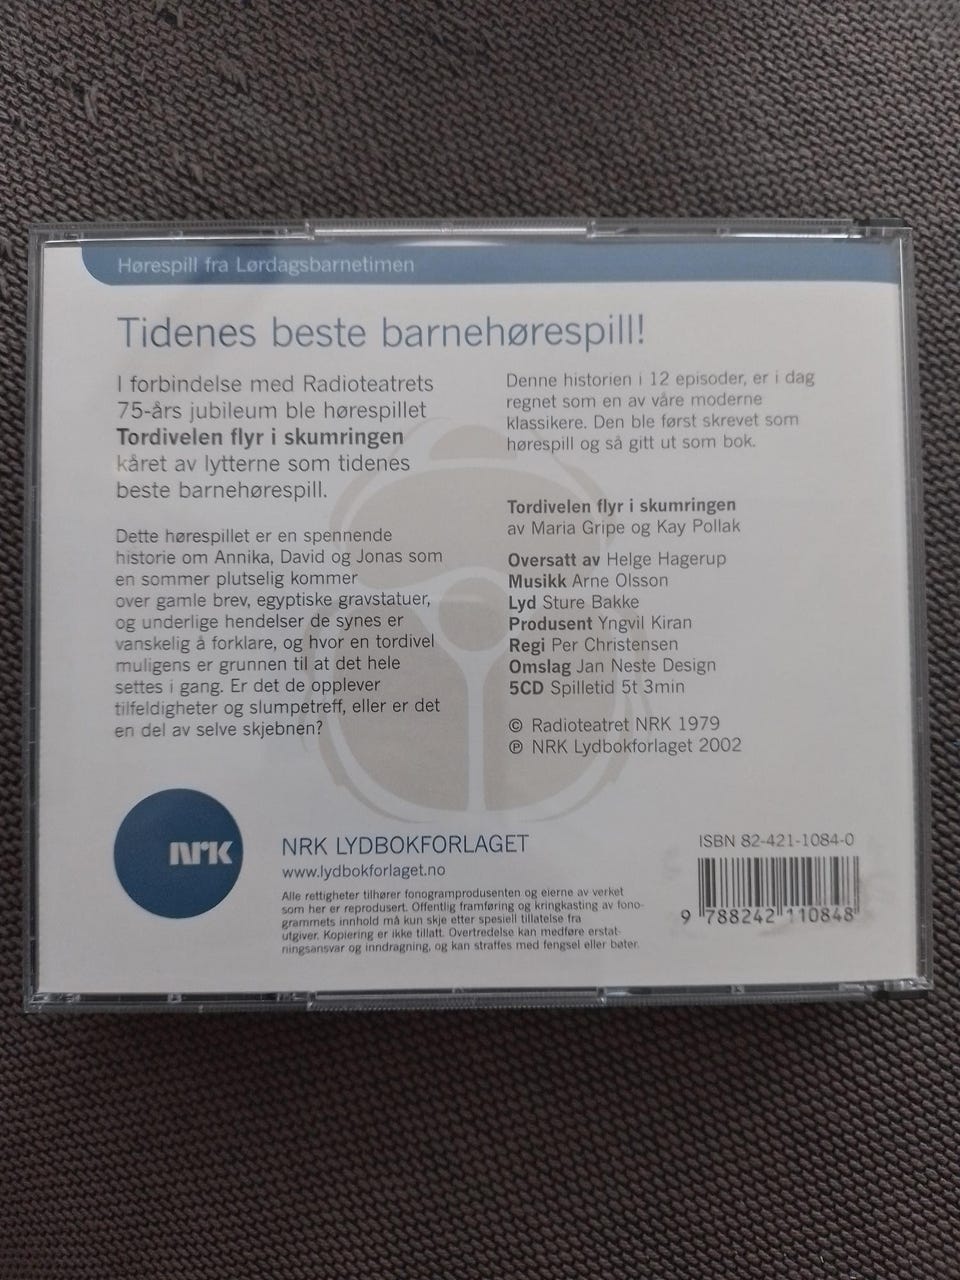 Hørespill fra Lørdagsbarnetimen
Tidenes beste barnehørespill!
I forbindelse med Radioteatrets
75-års jubileum ble hørespillet
Tordivelen flyr i skumringen
kåret av lytterne som tidenes
beste barnehørespill.
Dette hørespillet er en spennende
historie om Annika, David og Jonas som
en sommer plutselig kommer
over gamle brev, egyptiske gravstatuer,
og underlige hendelser de synes er
vanskelig å forklare, og hvor en tordivel
muligens er grunnen til at det hele
settes i gang. Er det de opplever
tilfeldigheter og slumpetreff, eller er det
en del av selve skjebnen?
Denne historien i 12 episoder, er i dag
regnet som en av våre moderne
klassikere. Den ble først skrevet som
hørespill og så gitt ut som bok.
Tordivelen flyr i skumringen
av Maria Gripe og Kay Pollak
Oversatt av Helge Hagerup
Musikk Arne Olsson
Lyd Sture Bakke
Produsent Yngvil Kiran
Regi Per Christensen
Omslag Jan Neste Design
5CD Spilletid 5t 3min
© Radioteatret NRK 1979
℗ NRK Lydbokforlaget 2002
NRK
NRK LYDBOKFORLAGET
www.lydbokforlaget.no
Alle rettigheter tilhører fonogramprodusenten og eierne av verket
som her er reprodusert. Offentlig framføring og kringkasting av fono-
grammets innhold må kun skje etter spesiell tillatelse fra
utgiver. Kopiering er ikke tillatt. Overtredelse kan medføre erstat-
ningsansvar og inndragning, og kan straffes med fengsel eller bøter.
ISBN 82-421-1084-0
9 788242 110848